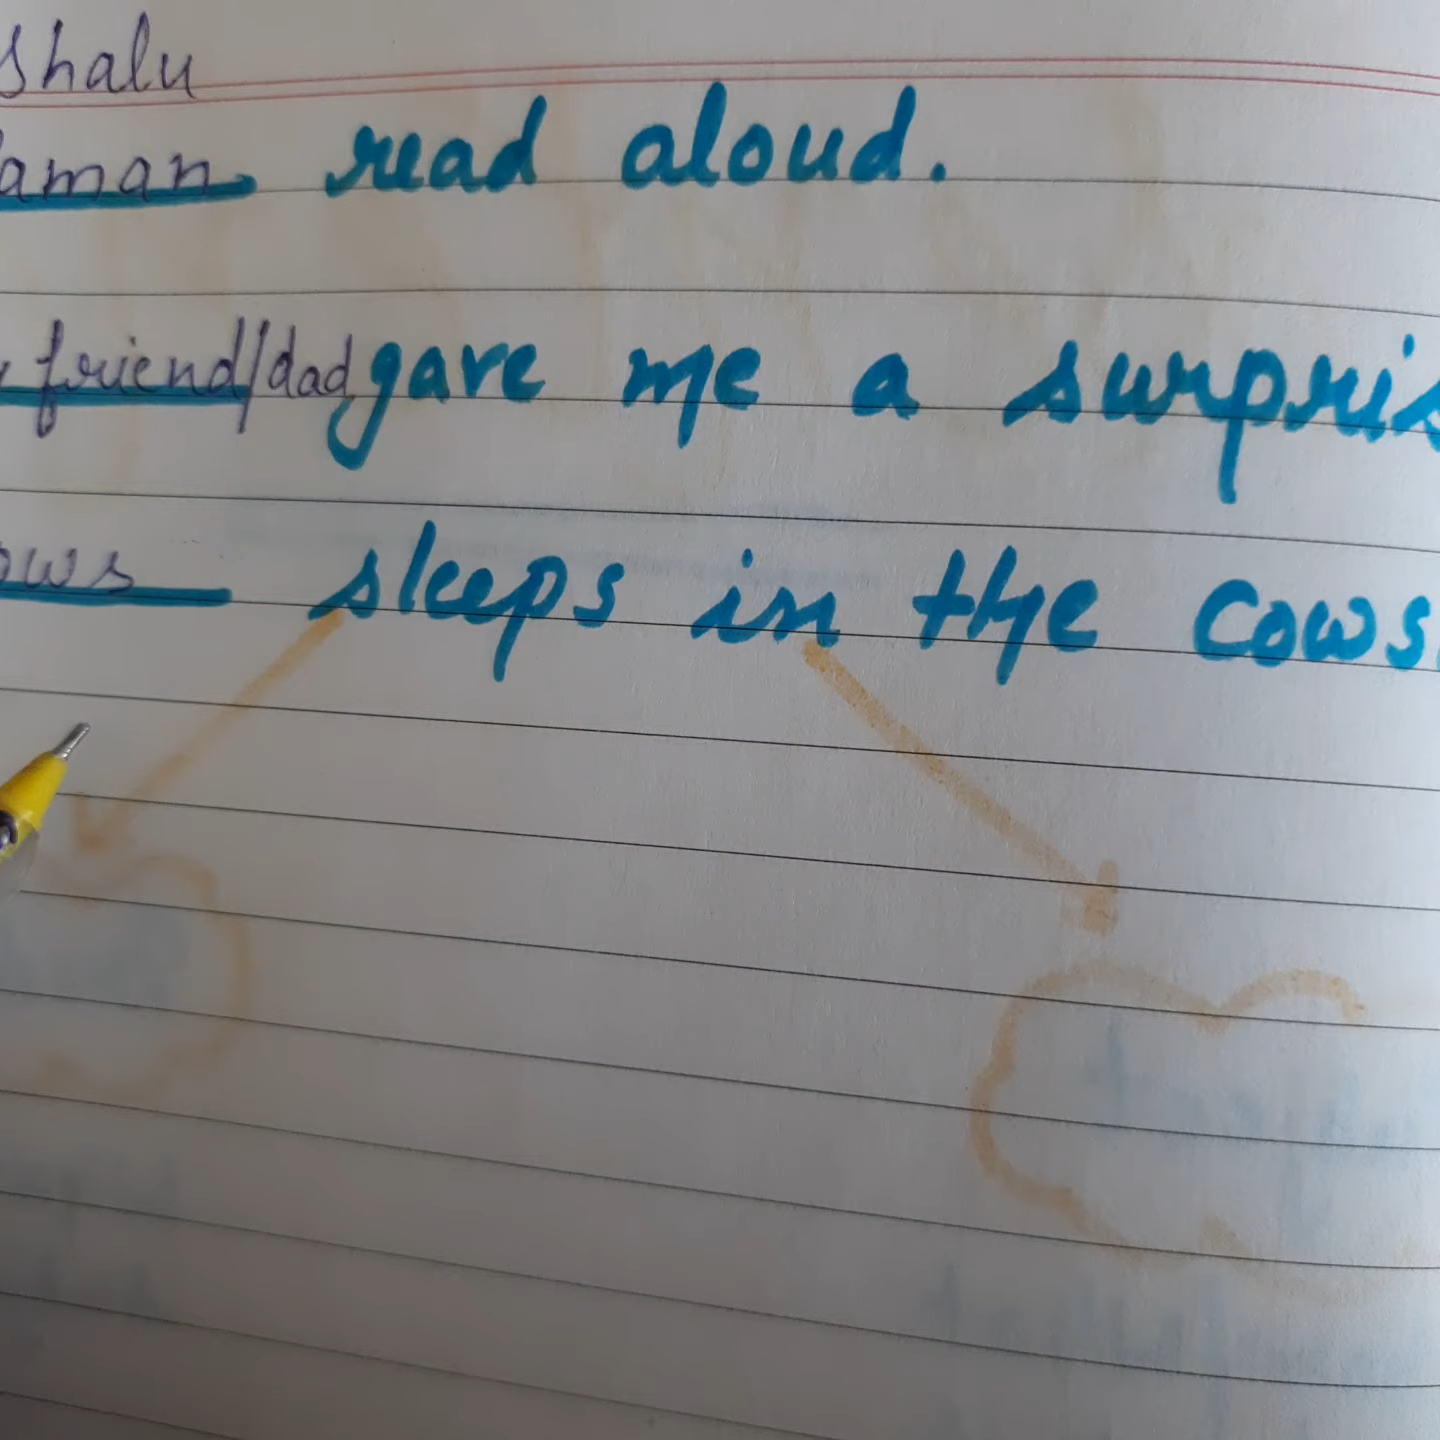 Shalu
aman read aloud.
friend/dad gave me a surpris
ows sleeps in the cows